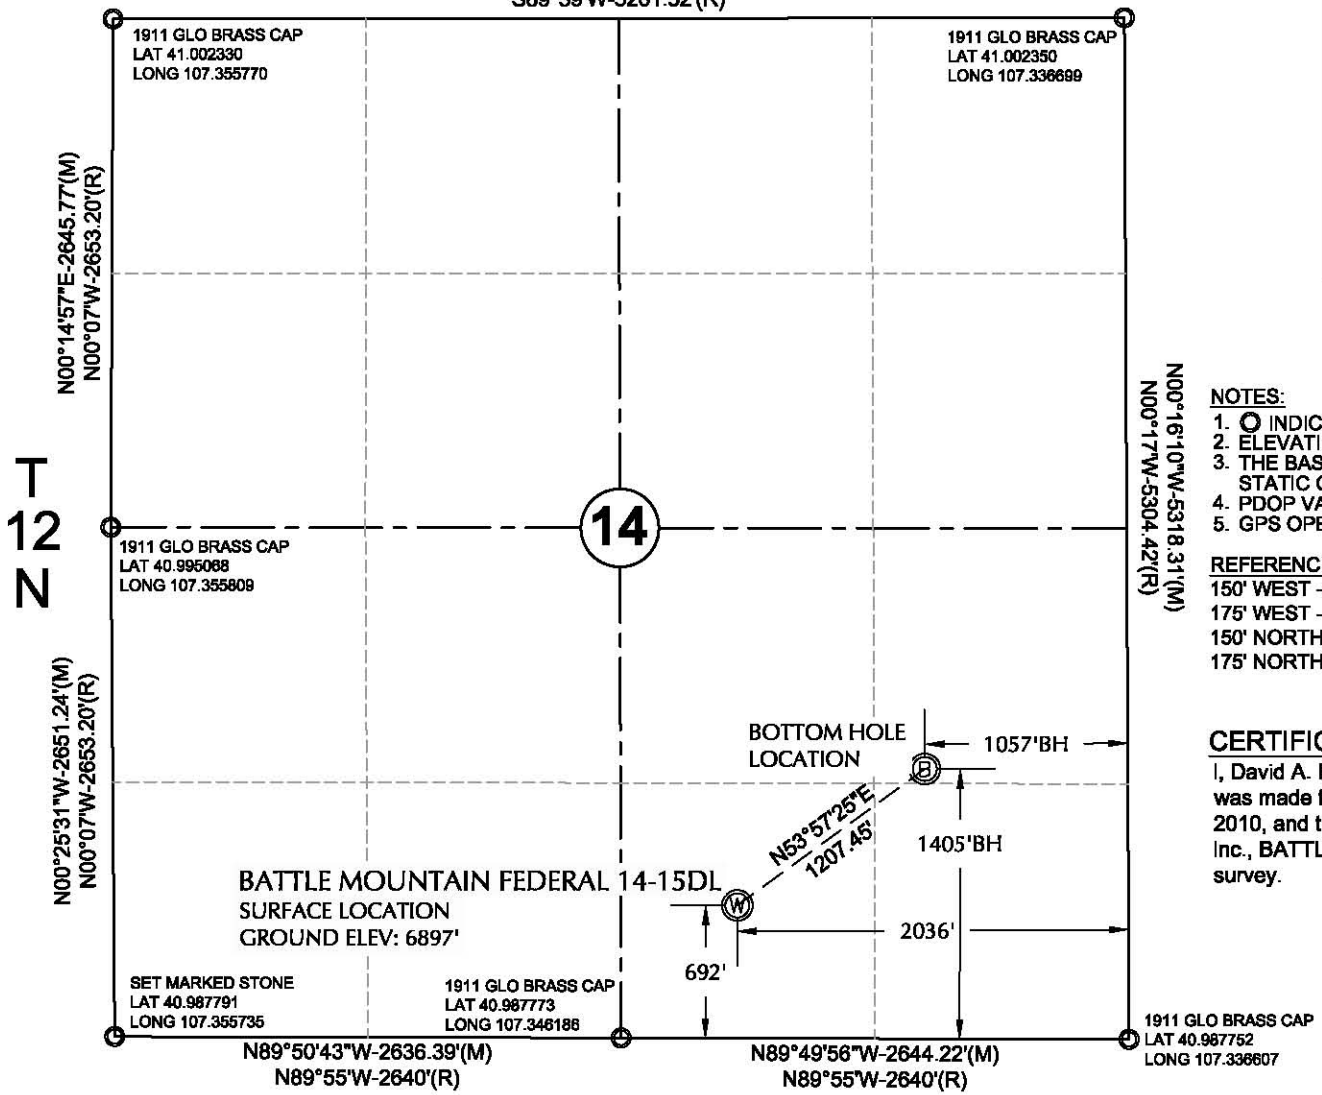 1911 GLO BRASS CAP
LAT 41.002330
LONG 107.355770
1911 GLO BRASS CAP
LAT 41.002350
LONG 107.336699
N00°14'57"E-2645.77'(M)
N00°07'W-2653.20'(R)
T
12
N
14
1911 GLO BRASS CAP
LAT 40.995068
LONG 107.355809
N00°16'10"W-5318.31'(M)
N00°17'W-5304.42'(R)
NOTES:
1. INDIC
2. ELEVATI
3. THE BAS
STATIC
4. PDOP VA
5. GPS OPE
REFERENC
150' WEST -
175' WEST -
150' NORTH
175' NORTH
N00°25'31"W-2651.24'(M)
N00°07'W-2653.20'(R)
BOTTOM HOLE
LOCATION
1057'BH
B
N53°57'25"E
1207.45'
1405'BH
CERTIFIC
I, David A.
was made f
2010, and t
Inc., BATTL
survey.
BATTLE MOUNTAIN FEDERAL 14-15DL
SURFACE LOCATION
GROUND ELEV: 6897'
W
2036'
692'
SET MARKED STONE
LAT 40.987791
LONG 107.355735
1911 GLO BRASS CAP
LAT 40.987773
LONG 107.346186
1911 GLO BRASS CAP
LAT 40.987752
LONG 107.336607
N89°50'43"W-2636.39'(M)
N89°55'W-2640'(R)
N89°49'56"W-2644.22'(M)
N89°55'W-2640'(R)